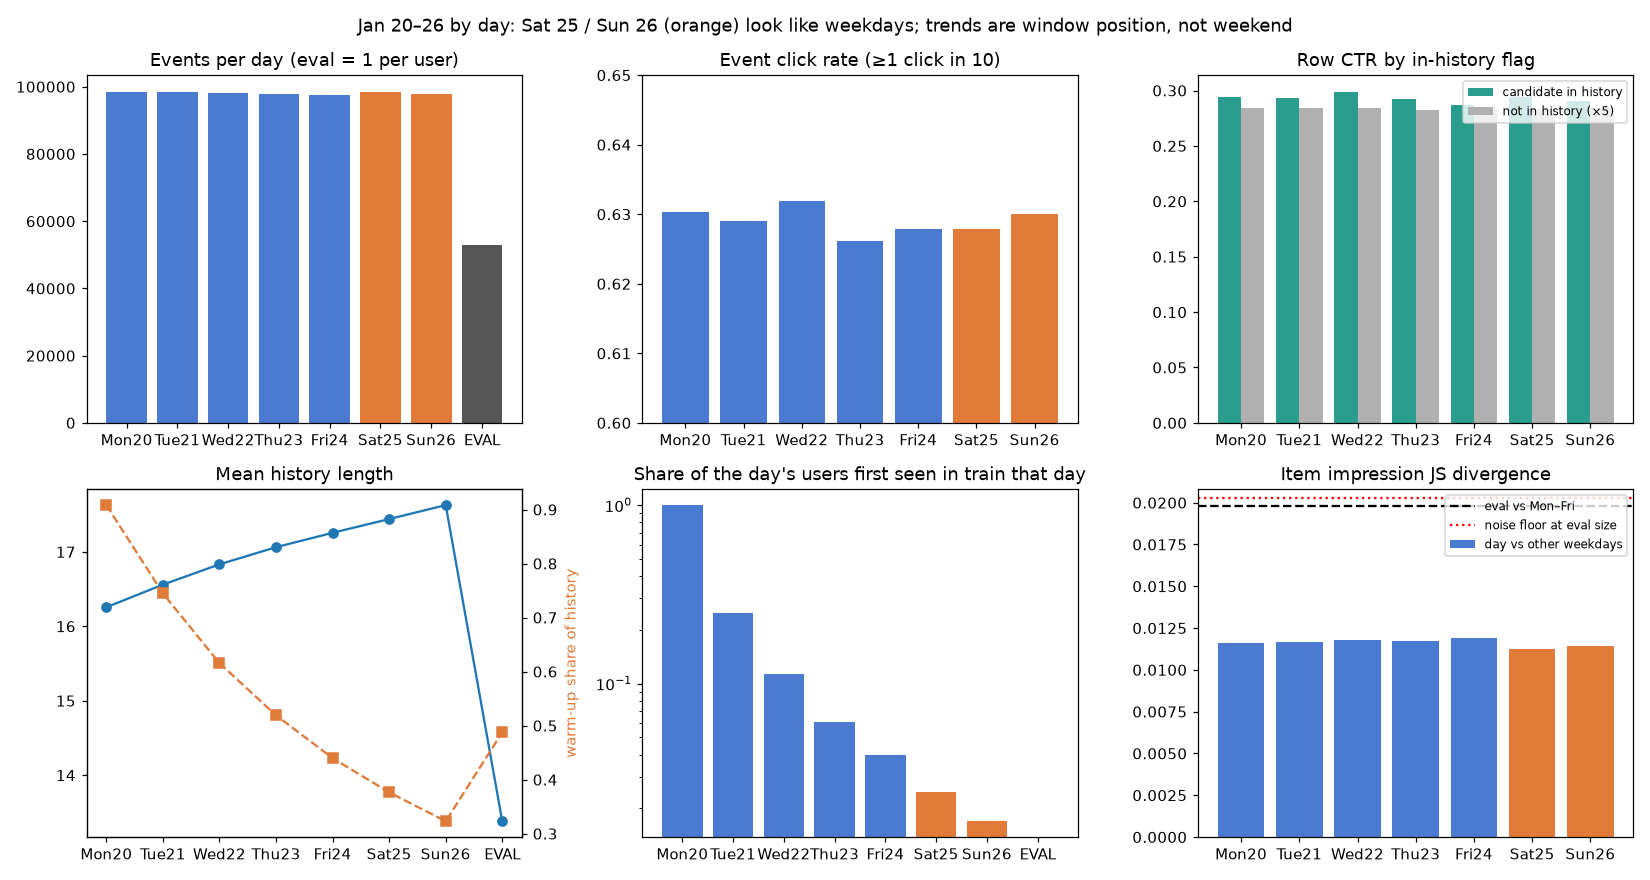 Jan 20–26 by day: Sat 25 / Sun 26 (orange) look like weekdays; trends are window position, not weekend
Events per day (eval = 1 per user)
100000
80000
60000
40000
20000
0
Mon20 Tue21 Wed22 Thu23 Fri24 Sat25 Sun26 EVAL
Event click rate (≥1 click in 10)
0.65
0.64
0.63
0.62
0.61
0.60
Mon20 Tue21 Wed22 Thu23 Fri24 Sat25 Sun26
Row CTR by in-history flag
candidate in history
not in history (×5)
0.30
0.25
0.20
0.15
0.10
0.05
0.00
Mon20 Tue21 Wed22 Thu23 Fri24 Sat25 Sun26
Mean history length
17
16
15
14
0.9
0.8
0.7
0.6
0.5
0.4
0.3
warm-up share of history
Mon20 Tue21 Wed22 Thu23 Fri24 Sat25 Sun26 EVAL
Share of the day's users first seen in train that day
10⁰
10⁻¹
Mon20 Tue21 Wed22 Thu23 Fri24 Sat25 Sun26 EVAL
Item impression JS divergence
eval vs Mon–Fri
noise floor at eval size
day vs other weekdays
0.0200
0.0175
0.0150
0.0125
0.0100
0.0075
0.0050
0.0025
0.0000
Mon20 Tue21 Wed22 Thu23 Fri24 Sat25 Sun26